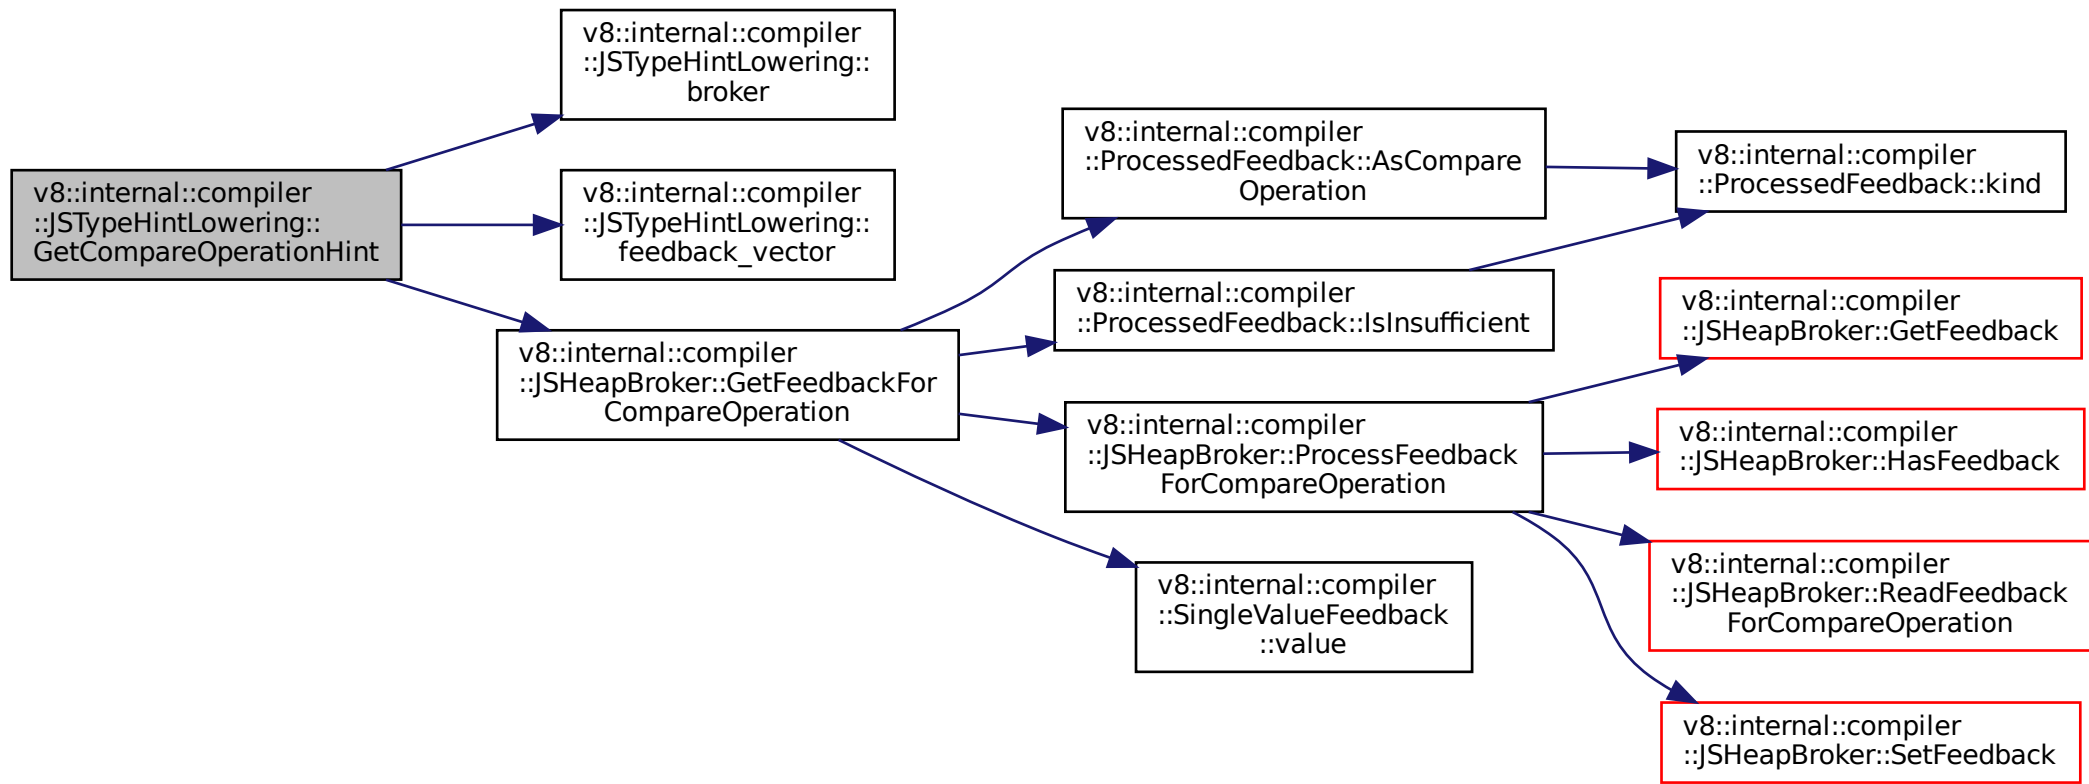 v8::internal::compiler
::JSTypeHintLowering::
GetCompareOperationHint
v8::internal::compiler
::JSTypeHintLowering::
broker
v8::internal::compiler
::JSTypeHintLowering::
feedback_vector
v8::internal::compiler
::JSHeapBroker::GetFeedbackFor
CompareOperation
v8::internal::compiler
::ProcessedFeedback::AsCompare
Operation
v8::internal::compiler
::ProcessedFeedback::IsInsufficient
v8::internal::compiler
::JSHeapBroker::ProcessFeedback
ForCompareOperation
v8::internal::compiler
::SingleValueFeedback
::value
v8::internal::compiler
::ProcessedFeedback::kind
v8::internal::compiler
::JSHeapBroker::GetFeedback
v8::internal::compiler
::JSHeapBroker::HasFeedback
v8::internal::compiler
::JSHeapBroker::ReadFeedback
ForCompareOperation
v8::internal::compiler
::JSHeapBroker::SetFeedback